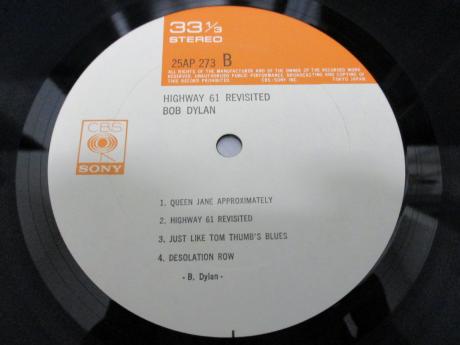 33 1/3
STEREO
25AP 273 B
ALL RIGHTS OF THE MANUFACTURER AND OF THE OWNER OF THE RECORDED WORK
RESERVED. UNAUTHORIZED PUBLIC PERFORMANCE, BROADCASTING AND COPYING OF
THIS RECORD PROHIBITED. CBS/SONY INC. TOKYO JAPAN
HIGHWAY 61 REVISITED
BOB DYLAN
CBS
SONY
1. QUEEN JANE APPROXIMATELY
2. HIGHWAY 61 REVISITED
3. JUST LIKE TOM THUMB'S BLUES
4. DESOLATION ROW
- B. Dylan -